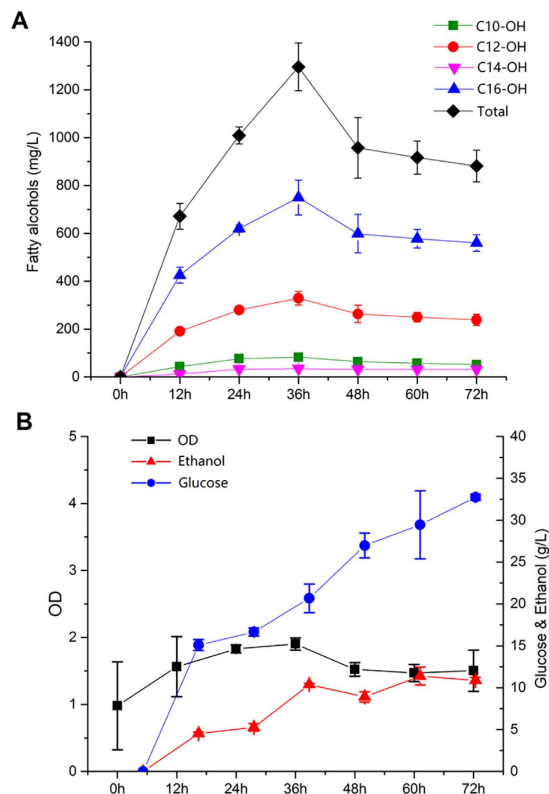 A
C10-OH
C12-OH
C14-OH
C16-OH
Total
Fatty alcohols (mg/L)
1400
1200
1000
800
600
400
200
0
0h 12h 24h 36h 48h 60h 72h
B
OD
Ethanol
Glucose
OD
5
4
3
2
1
0
40
35
30
25
20
15
10
5
0
Glucose & Ethanol (g/L)
0h 12h 24h 36h 48h 60h 72h